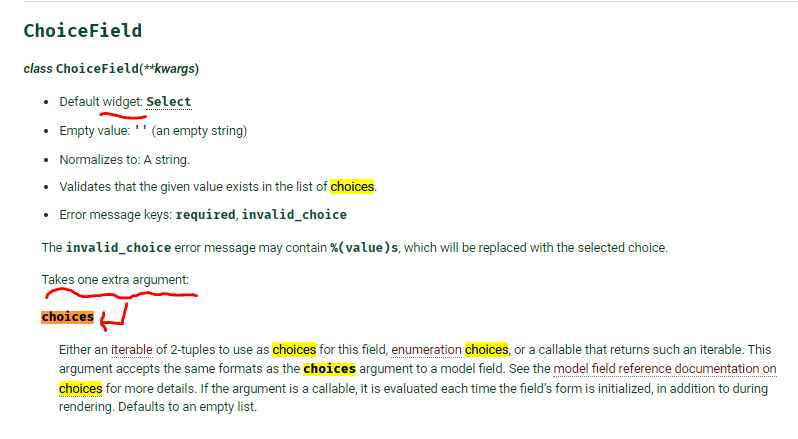 ChoiceField
class ChoiceField(**kwargs)
Default widget: Select
Empty value: '' (an empty string)
Normalizes to: A string.
Validates that the given value exists in the list of choices.
Error message keys: required, invalid_choice
The invalid_choice error message may contain %(value)s, which will be replaced with the selected choice.
Takes one extra argument:
choices
Either an iterable of 2-tuples to use as choices for this field, enumeration choices, or a callable that returns such an iterable. This
argument accepts the same formats as the choices argument to a model field. See the model field reference documentation on
choices for more details. If the argument is a callable, it is evaluated each time the field's form is initialized, in addition to during
rendering. Defaults to an empty list.